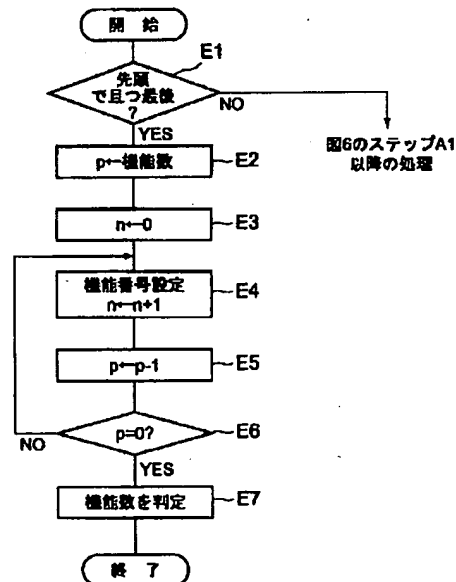 開 始
E1
先頭
で且つ最後
?
NO
YES
図6のステップA1
以降の処理
p←機能数
E2
n←0
E3
機能番号設定
n←n+1
E4
p←p-1
E5
p=0?
E6
NO
YES
機能数を判定
E7
終 了